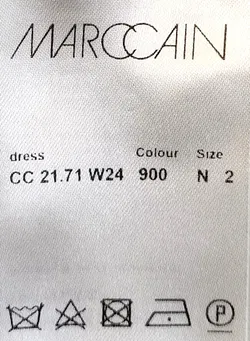 MARCCAIN
dress Colour Size
CC 21.71 W24 900 N 2
P